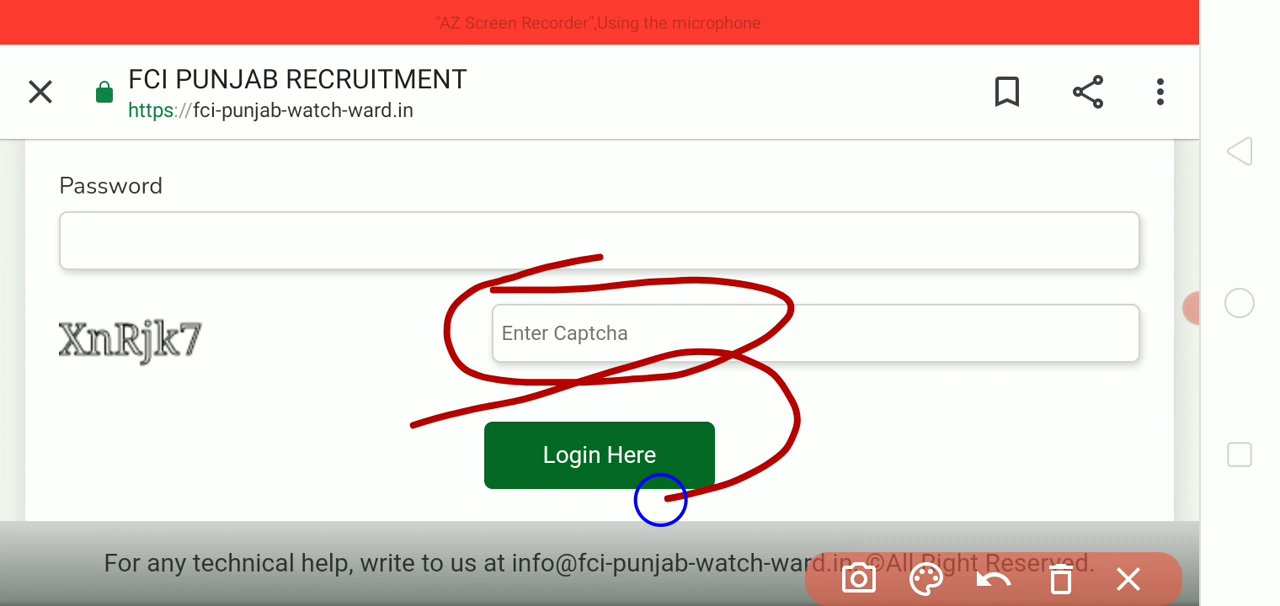 "AZ Screen Recorder",Using the microphone
FCI PUNJAB RECRUITMENT
https://fci-punjab-watch-ward.in
Password
XnRjk7
Enter Captcha
Login Here
For any technical help, write to us at info@fci-punjab-watch-ward.in. ©All Right Reserved.